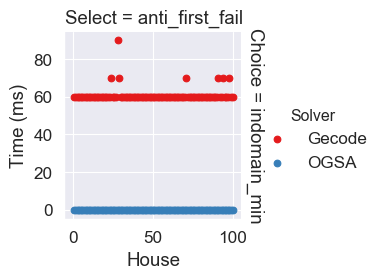 Select = anti_first_fail
Choice = indomain_min
Time (ms)
80
60
40
20
0
0 50 100
House
Solver
Gecode
OGSA